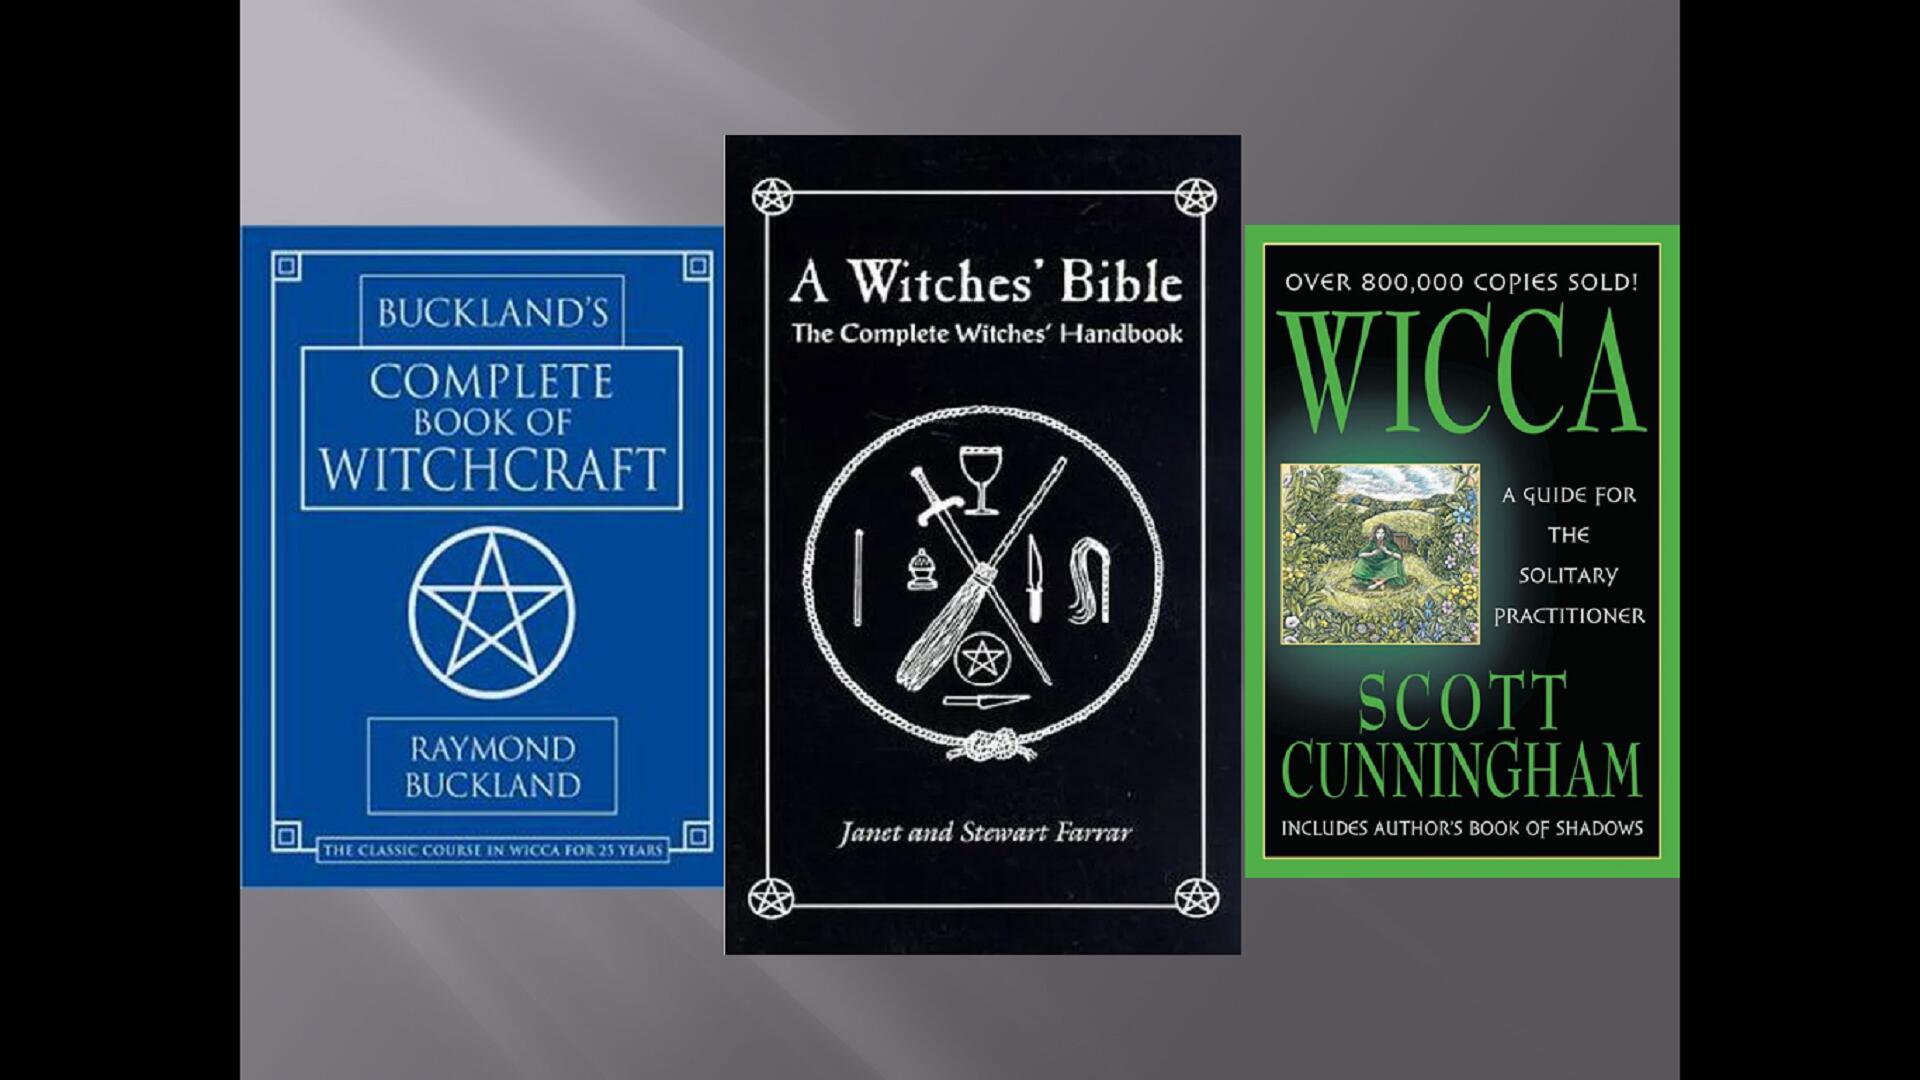 BUCKLAND'S
COMPLETE
BOOK OF
WITCHCRAFT
RAYMOND
BUCKLAND
THE CLASSIC COURSE IN WICCA FOR 25 YEARS
A Witches' Bible
The Complete Witches' Handbook
Janet and Stewart Farrar
OVER 800,000 COPIES SOLD!
WICCA
A GUIDE FOR
THE
SOLITARY
PRACTITIONER
SCOTT
CUNNINGHAM
INCLUDES AUTHOR'S BOOK OF SHADOWS